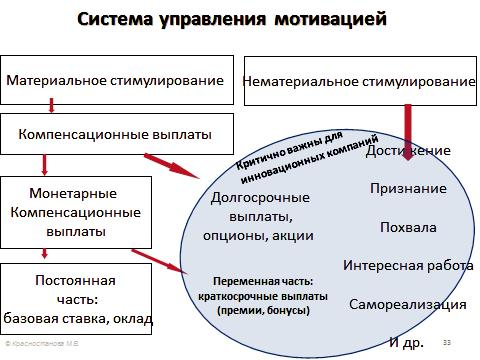 Система управления мотивацией
Материальное стимулирование
Нематериальное стимулирование
Компенсационные выплаты
Критично важны для
инновационных компаний
Достижение
Монетарные
Компенсационные
выплаты
Долгосрочные
выплаты,
опционы, акции
Признание
Похвала
Интересная работа
Постоянная
часть:
базовая ставка, оклад
Переменная часть:
краткосрочные выплаты
(премии, бонусы)
Самореализация
И др.
© Красностанова М.В.
33